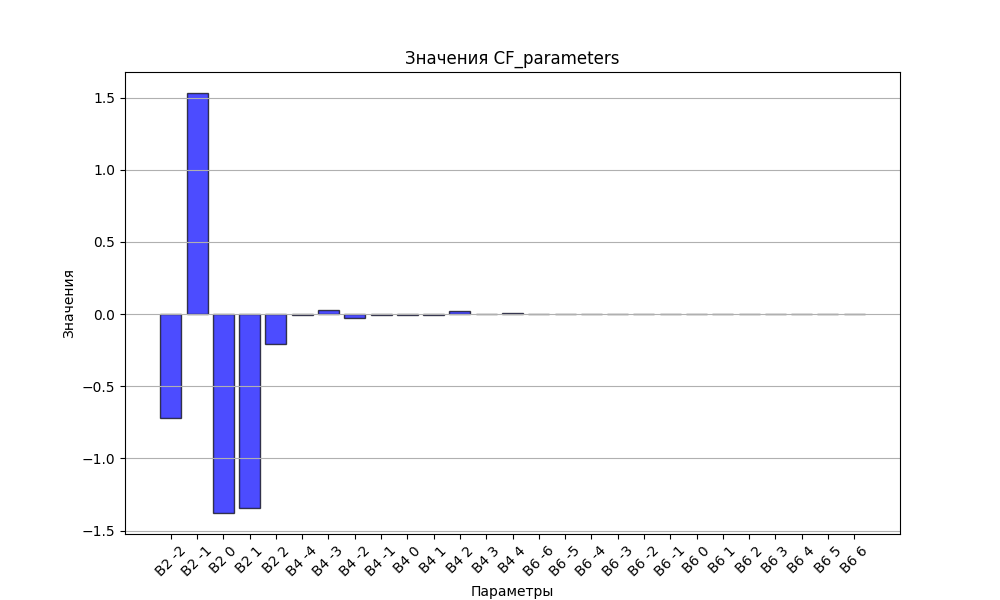 Значения CF_parameters
Значения
1.5
1.0
0.5
0.0
−0.5
−1.0
−1.5
B2 -2
B2 -1
B2 0
B2 1
B2 2
B4 -4
B4 -3
B4 -2
B4 -1
B4 0
B4 1
B4 2
B4 3
B4 4
B6 -6
B6 -5
B6 -4
B6 -3
B6 -2
B6 -1
B6 0
B6 1
B6 2
B6 3
B6 4
B6 5
B6 6
Параметры